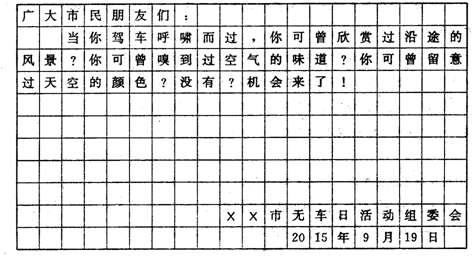 广大市民朋友们：
当你驾车呼啸而过，你可曾欣赏过沿途的
风景？你可曾嗅到过空气的味道？你可曾留意
过天空的颜色？没有？机会来了！
XX市无车日活动组委会
2015年9月19日